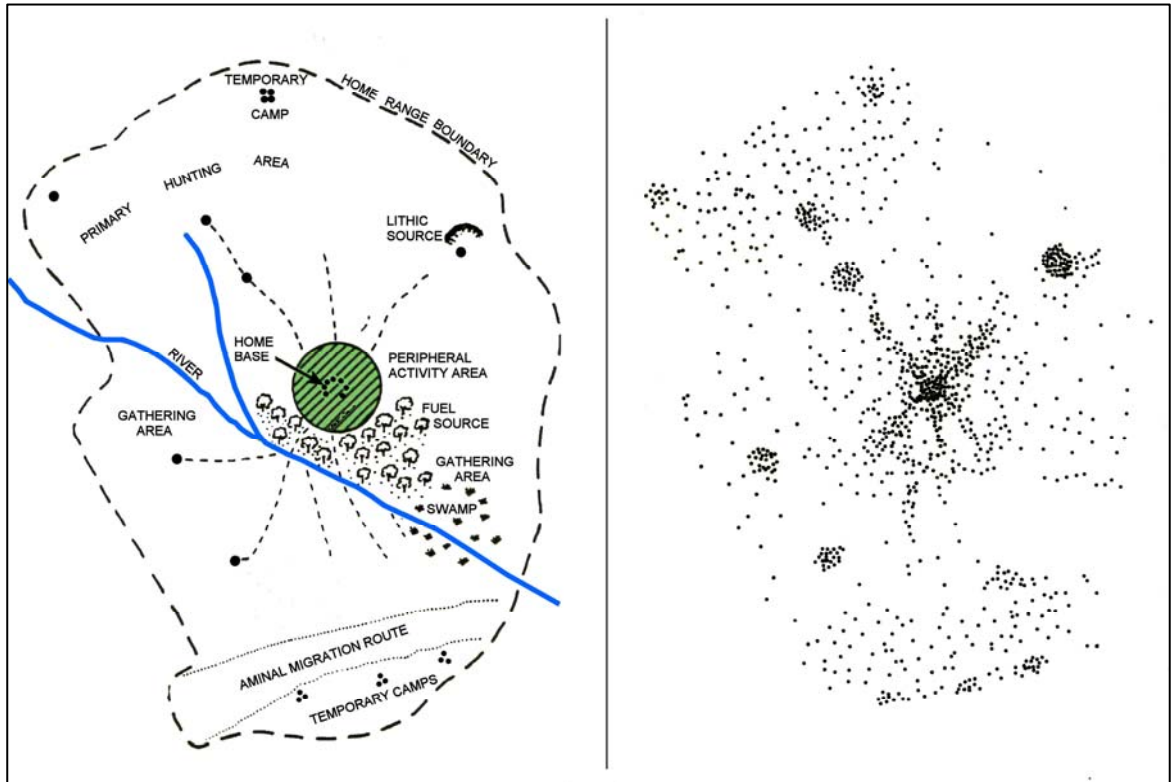 TEMPORARY
CAMP
HOME RANGE BOUNDARY
PRIMARY HUNTING AREA
LITHIC
SOURCE
HOME
BASE
PERIPHERAL
ACTIVITY AREA
RIVER
GATHERING
AREA
FUEL
SOURCE
GATHERING
AREA
SWAMP
AMINAL MIGRATION ROUTE
TEMPORARY CAMPS